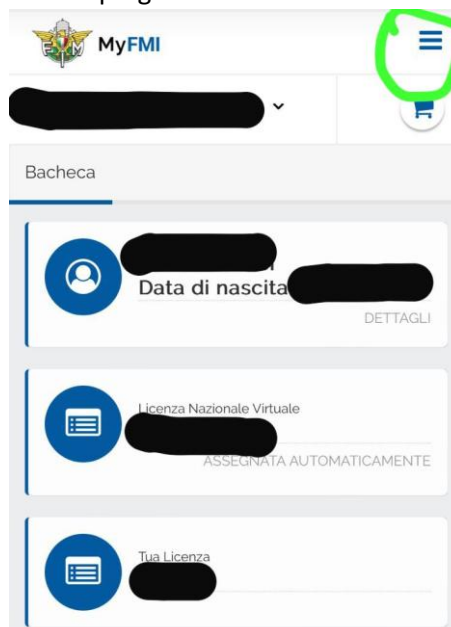 MyFMI
Bacheca
Data di nascita
DETTAGLI
Licenza Nazionale Virtuale
ASSEGNATA AUTOMATICAMENTE
Tua Licenza